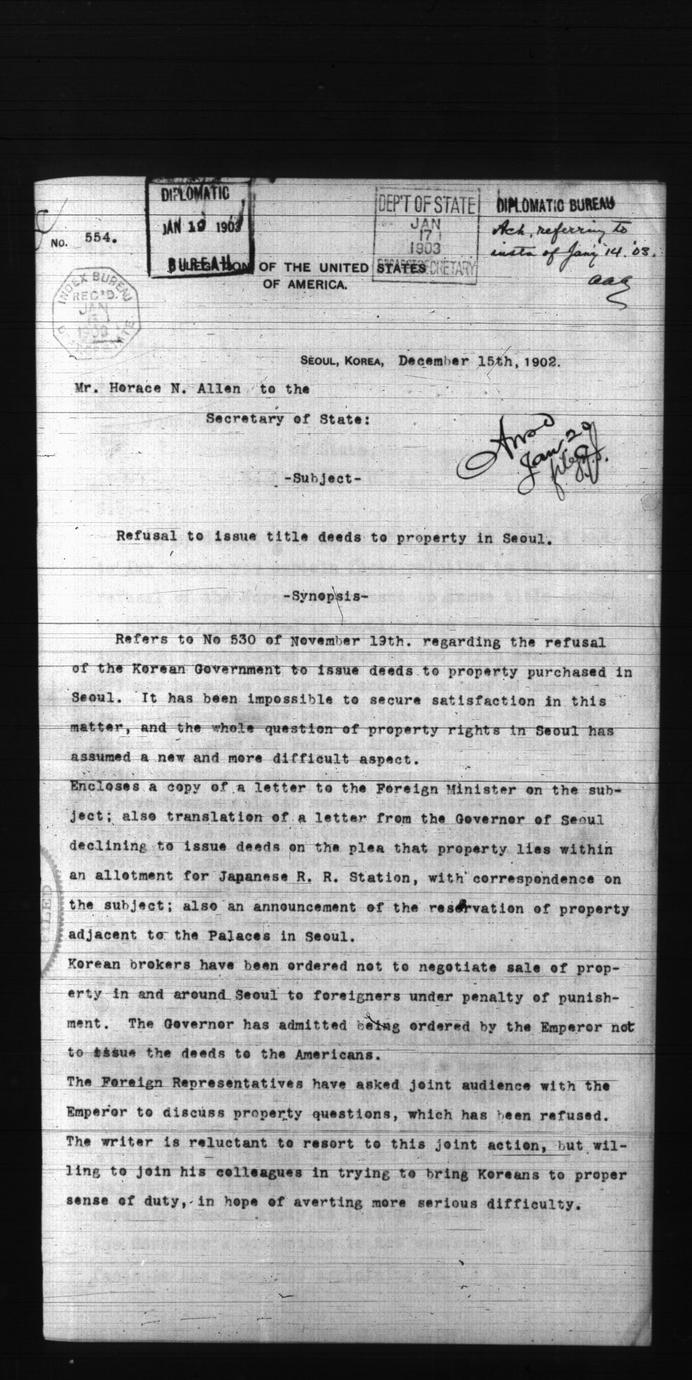 DIPLOMATIC
JAN 19 1903
BUREAU
DEP'T OF STATE
JAN
17
1903
SECRETARY
DIPLOMATIC BUREAU
Ack, referring to
insts of Jany 14. '03.
aaa
No. 554.
INDEX BUREAU
REC'D.
JAN
LEGATION OF THE UNITED STATES
OF AMERICA.
SEOUL, KOREA, December 15th, 1902.
Mr. Horace N. Allen to the
Secretary of State:
Jan 20
-Subject-
Refusal to issue title deeds to property in Seoul.
-Synopsis-
Refers to No 530 of November 19th. regarding the refusal
of the Korean Government to issue deeds to property purchased in
Seoul. It has been impossible to secure satisfaction in this
matter, and the whole question of property rights in Seoul has
assumed a new and more difficult aspect.
Encloses a copy of a letter to the Foreign Minister on the sub-
ject; also translation of a letter from the Governor of Seoul
declining to issue deeds on the plea that property lies within
an allotment for Japanese R. R. Station, with correspondence on
the subject; also an announcement of the reservation of property
adjacent to the Palaces in Seoul.
FILED
Korean brokers have been ordered not to negotiate sale of prop-
erty in and around Seoul to foreigners under penalty of punish-
ment. The Governor has admitted being ordered by the Emperor not
to issue the deeds to the Americans.
The Foreign Representatives have asked joint audience with the
Emperor to discuss property questions, which has been refused.
The writer is reluctant to resort to this joint action, but wil-
ling to join his colleagues in trying to bring Koreans to proper
sense of duty, in hope of averting more serious difficulty.